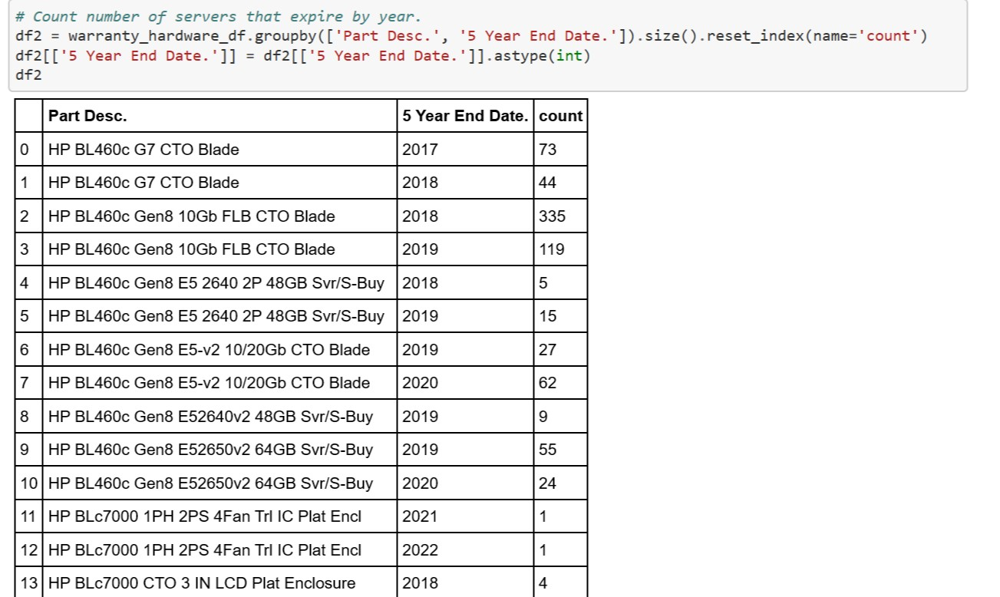 # Count number of servers that expire by year.
df2 = warranty_hardware_df.groupby(['Part Desc.', '5 Year End Date.']).size().reset_index(name='count')
df2[['5 Year End Date.']] = df2[['5 Year End Date.']].astype(int)
df2
Part Desc. 5 Year End Date. count
0 HP BL460c G7 CTO Blade 2017 73
1 HP BL460c G7 CTO Blade 2018 44
2 HP BL460c Gen8 10Gb FLB CTO Blade 2018 335
3 HP BL460c Gen8 10Gb FLB CTO Blade 2019 119
4 HP BL460c Gen8 E5 2640 2P 48GB Svr/S-Buy 2018 5
5 HP BL460c Gen8 E5 2640 2P 48GB Svr/S-Buy 2019 15
6 HP BL460c Gen8 E5-v2 10/20Gb CTO Blade 2019 27
7 HP BL460c Gen8 E5-v2 10/20Gb CTO Blade 2020 62
8 HP BL460c Gen8 E52640v2 48GB Svr/S-Buy 2019 9
9 HP BL460c Gen8 E52650v2 64GB Svr/S-Buy 2019 55
10 HP BL460c Gen8 E52650v2 64GB Svr/S-Buy 2020 24
11 HP BLc7000 1PH 2PS 4Fan Trl IC Plat Encl 2021 1
12 HP BLc7000 1PH 2PS 4Fan Trl IC Plat Encl 2022 1
13 HP BLc7000 CTO 3 IN LCD Plat Enclosure 2018 4